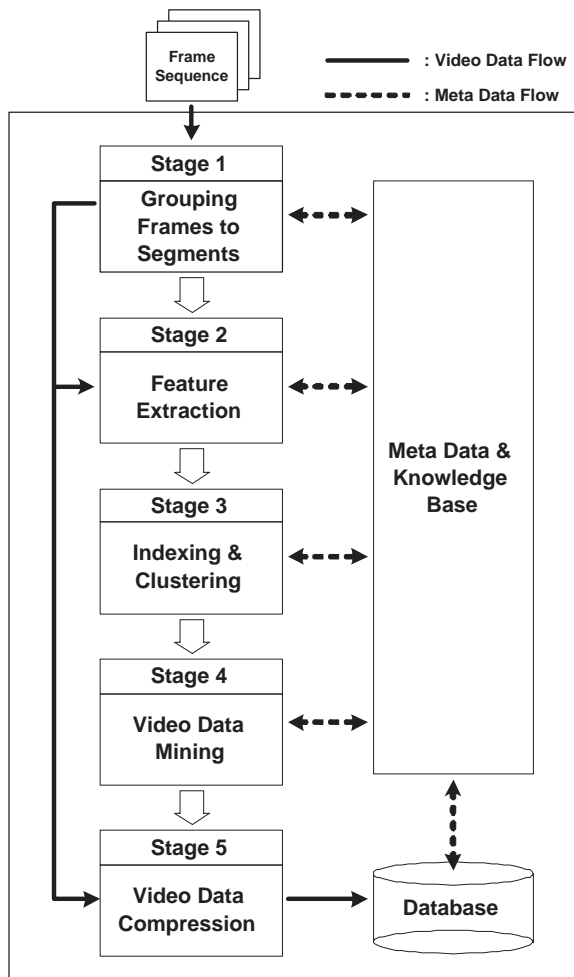 Frame
Sequence
: Video Data Flow
: Meta Data Flow
Stage 1
Grouping
Frames to
Segments
Stage 2
Feature
Extraction
Stage 3
Indexing &
Clustering
Stage 4
Video Data
Mining
Stage 5
Video Data
Compression
Meta Data &
Knowledge
Base
Database